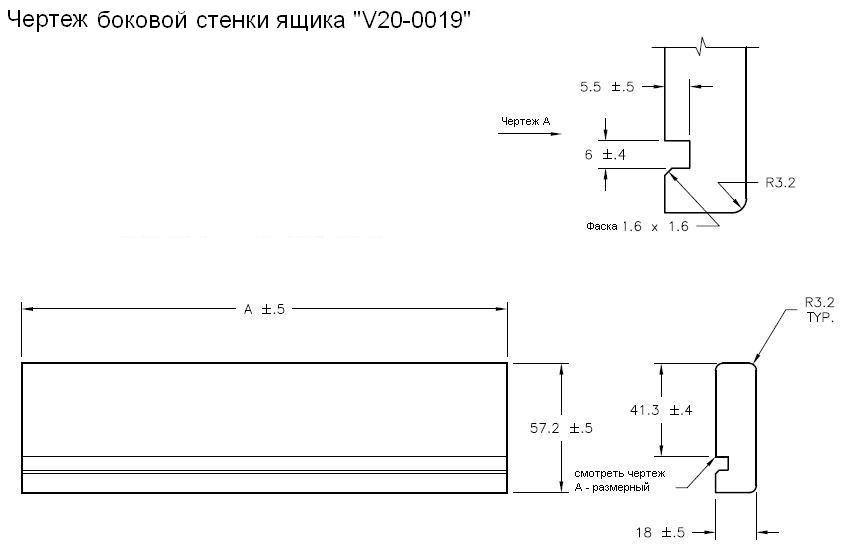 Чертеж боковой стенки ящика "V20-0019"
5.5 ±.5
Чертеж А
6 ±.4
R3.2
Фаска 1.6 x 1.6
A ±.5
R3.2
TYP.
41.3 ±.4
57.2 ±.5
смотреть чертеж
А - размерный
18 ±.5